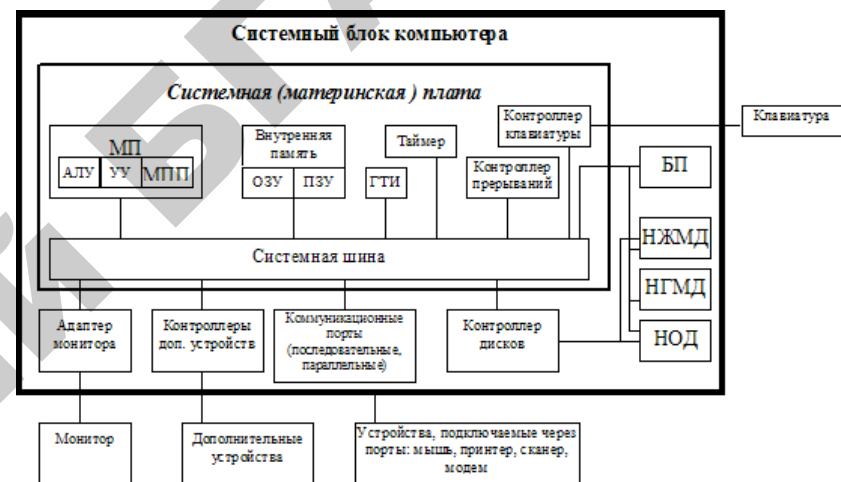 Системный блок компьютера
Системная (материнская ) плата
МП
АЛУ УУ МПП
Внутренняя
память
ОЗУ ПЗУ
Таймер
ГТИ
Контроллер
клавиатуры
Контроллер
прерываний
Клавиатура
БП
НЖМД
НГМД
НОД
Системная шина
Адаптер
монитора
Контроллеры
доп. устройств
Коммуникационные
порты
(последовательные,
параллельные)
Контроллер
дисков
Монитор
Дополнительные
устройства
Устройства, подключаемые через
порты: мышь, принтер, сканер,
модем